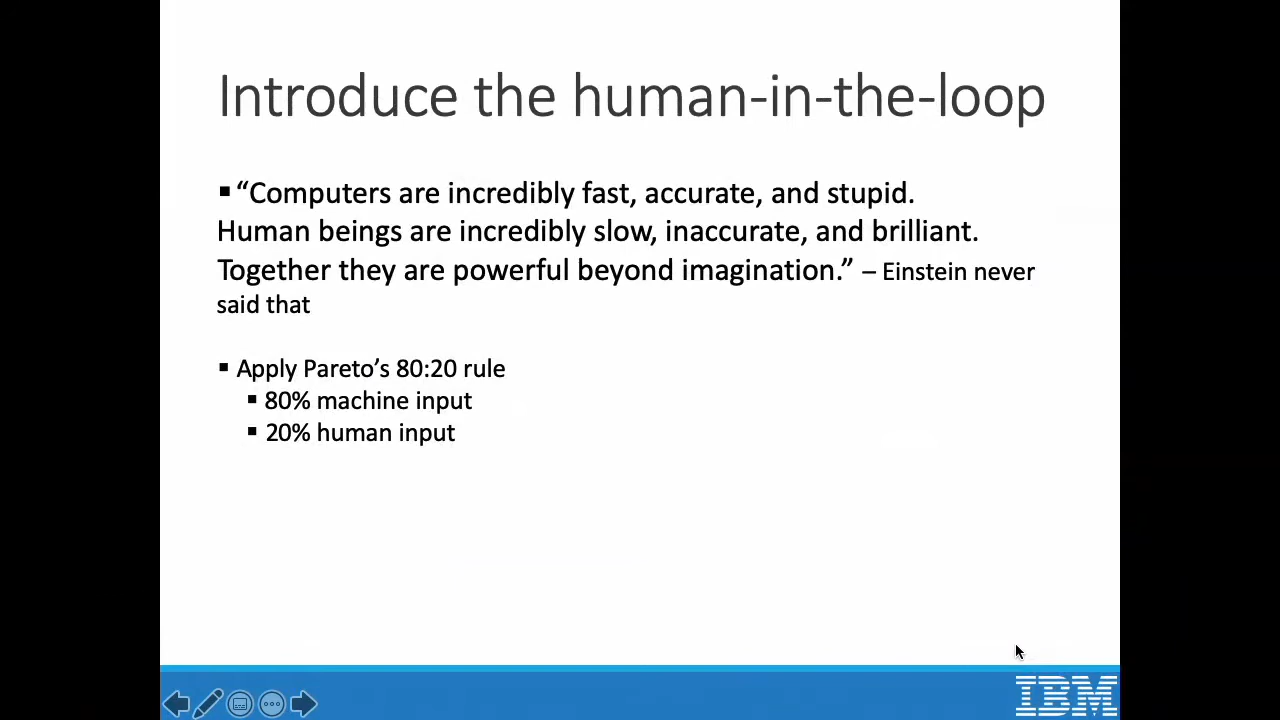 Introduce the human-in-the-loop
▪ “Computers are incredibly fast, accurate, and stupid.
Human beings are incredibly slow, inaccurate, and brilliant.
Together they are powerful beyond imagination.” – Einstein never
said that
▪ Apply Pareto’s 80:20 rule
▪ 80% machine input
▪ 20% human input
IBM